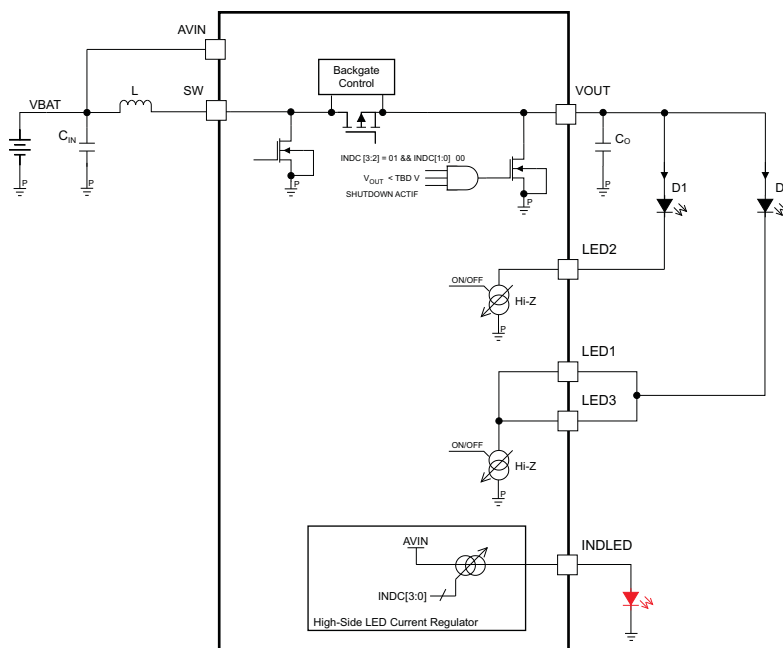 AVIN
Backgate
Control
VBAT
L
SW
VOUT
C_IN
C_O
INDC [3:2] = 01 && INDC[1:0] 00
V_OUT < TBD V
SHUTDOWN ACTIF
P
P
P
P
P
D1
D
LED2
ON/OFF
Hi-Z
P
LED1
LED3
ON/OFF
Hi-Z
P
INDLED
AVIN
INDC[3:0]
High-Side LED Current Regulator